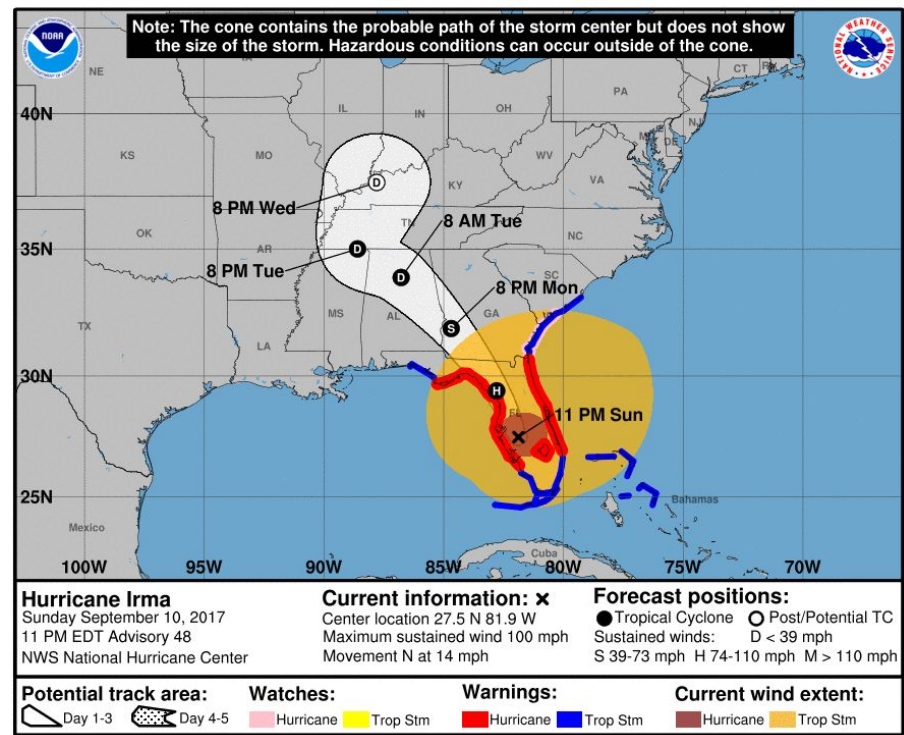 Note: The cone contains the probable path of the storm center but does not show
the size of the storm. Hazardous conditions can occur outside of the cone.
NOAA
NATIONAL WEATHER SERVICE
NE
IL
IN
OH
PA
CT
NJ
DE
40N
KS
MO
WV
KY
VA
8 PM Wed
D
TN
8 AM Tue
OK
AR
NC
35N
8 PM Tue
D
D
SC
8 PM Mon
MS
AL
GA
S
TX
LA
30N
H
FL
11 PM Sun
25N
Mexico
Bahamas
Cuba
100W 95W 90W 85W 80W 75W 70W
Hurricane Irma
Sunday September 10, 2017
11 PM EDT Advisory 48
NWS National Hurricane Center
Current information: ×
Center location 27.5 N 81.9 W
Maximum sustained wind 100 mph
Movement N at 14 mph
Forecast positions:
Tropical Cyclone Post/Potential TC
Sustained winds: D < 39 mph
S 39-73 mph H 74-110 mph M > 110 mph
Potential track area:
Day 1-3 Day 4-5
Watches:
Hurricane Trop Stm
Warnings:
Hurricane Trop Stm
Current wind extent:
Hurricane Trop Stm